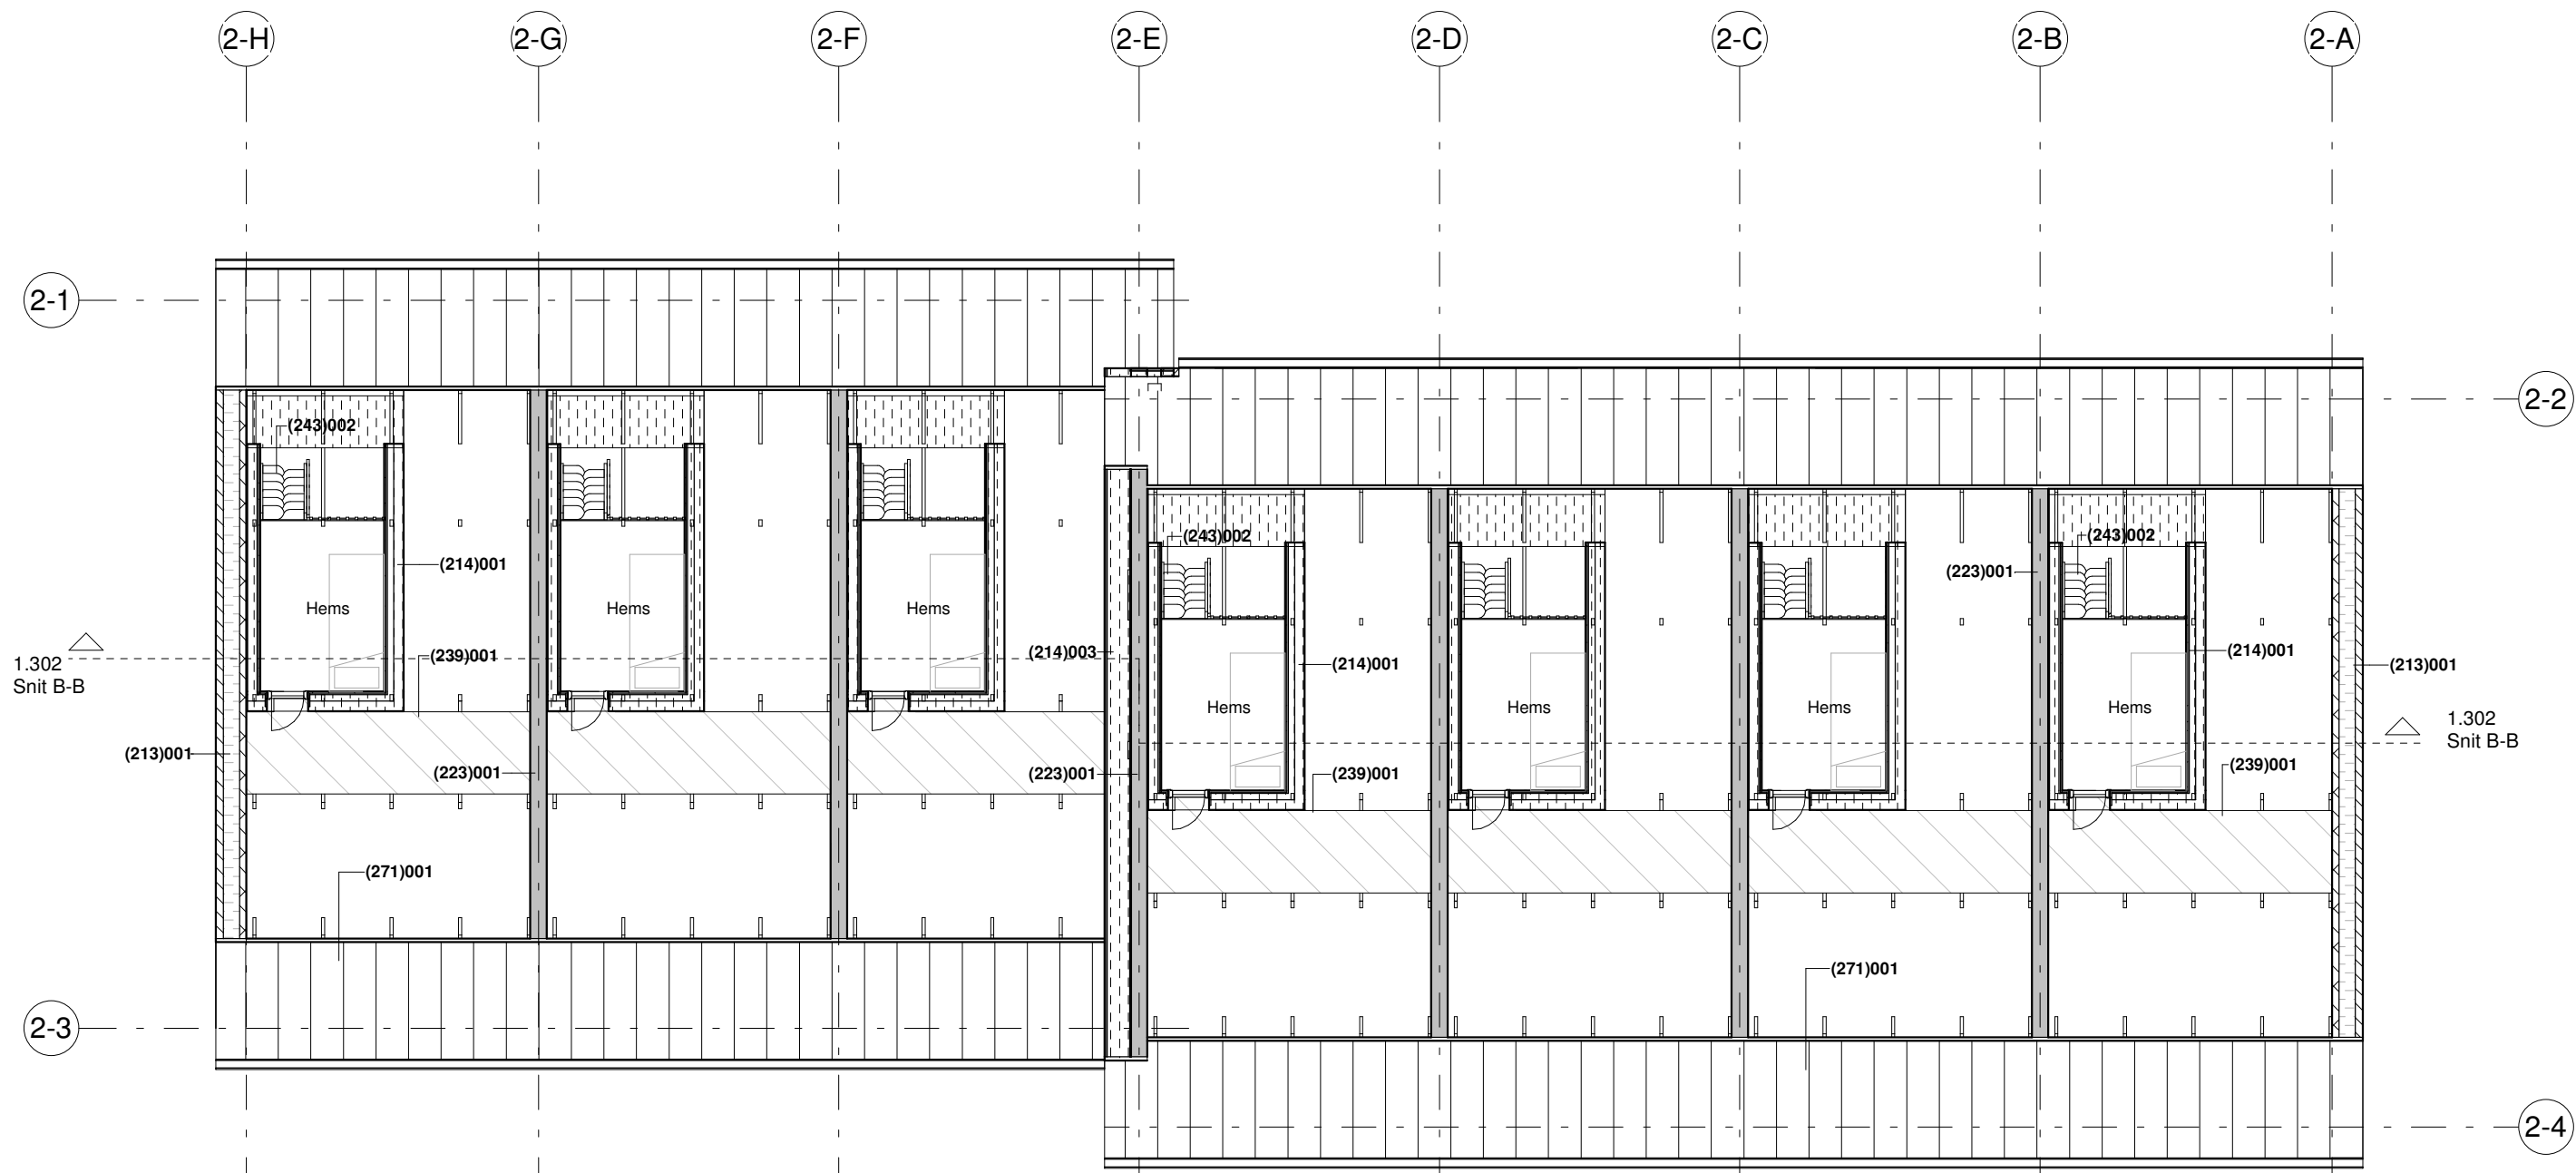 2-H
2-G
2-F
2-E
2-D
2-C
2-B
2-A
2-1
2-2
(243)002
(243)002
(243)002
(214)001
(223)001
Hems
Hems
Hems
(239)001
(214)003
(214)001
(214)001
(213)001
1.302
Snit B-B
Hems
Hems
Hems
Hems
1.302
Snit B-B
(213)001
(223)001
(223)001
(239)001
(239)001
(271)001
(271)001
2-3
2-4